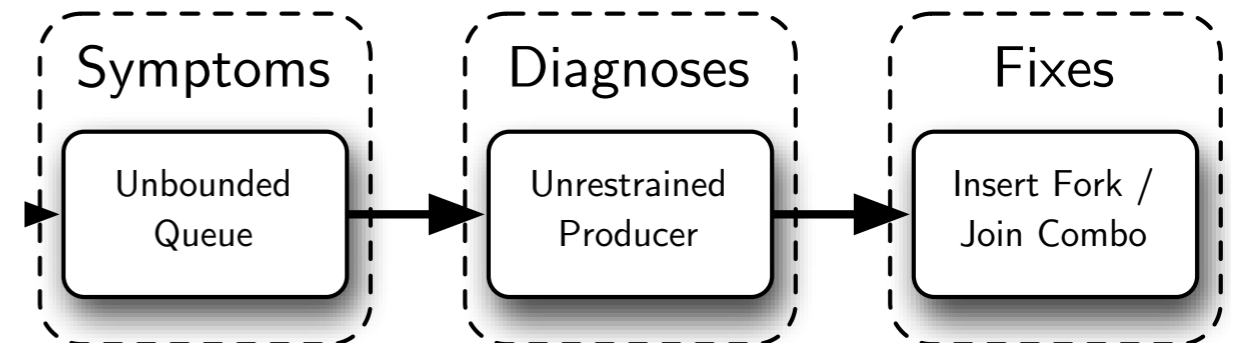 Symptoms
Unbounded
Queue
Diagnoses
Unrestrained
Producer
Fixes
Insert Fork /
Join Combo